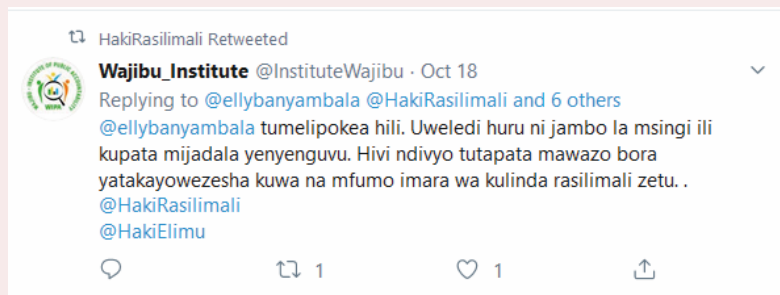 HakiRasilimali Retweeted
Wajibu_Institute @InstituteWajibu · Oct 18
Replying to @ellybanyambala @HakiRasilimali and 6 others
@ellybanyambala tumelipokea hili. Uweledi huru ni jambo la msingi ili
kupata mijadala yenyenguvu. Hivi ndivyo tutapata mawazo bora
yatakayowezesha kuwa na mfumo imara wa kulinda rasilimali zetu. .
@HakiRasilimali
@HakiElimu
1 1